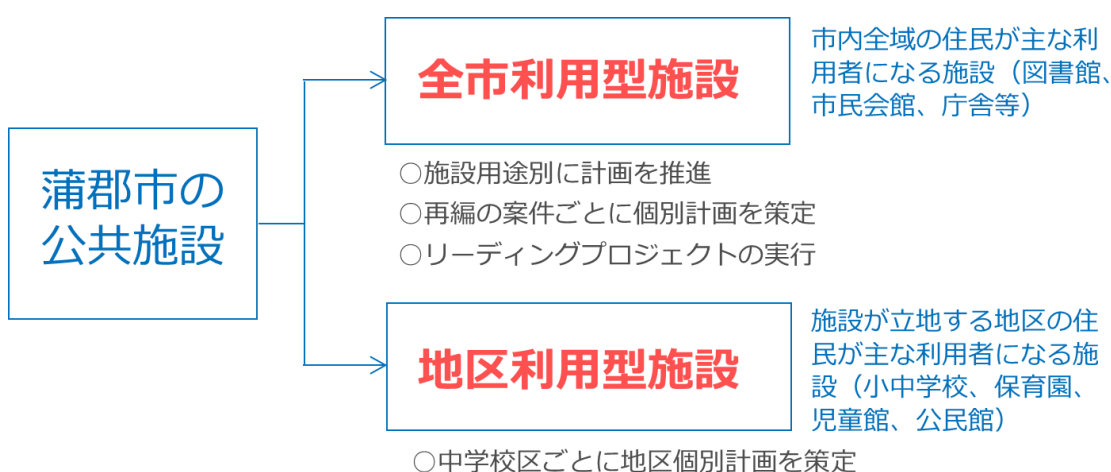 蒲郡市の
公共施設
全市利用型施設
市内全域の住民が主な利
用者になる施設（図書館、
市民会館、庁舎等）
○施設用途別に計画を推進
○再編の案件ごとに個別計画を策定
○リーディングプロジェクトの実行
地区利用型施設
施設が立地する地区の住
民が主な利用者になる施
設（小中学校、保育園、
児童館、公民館）
○中学校区ごとに地区個別計画を策定